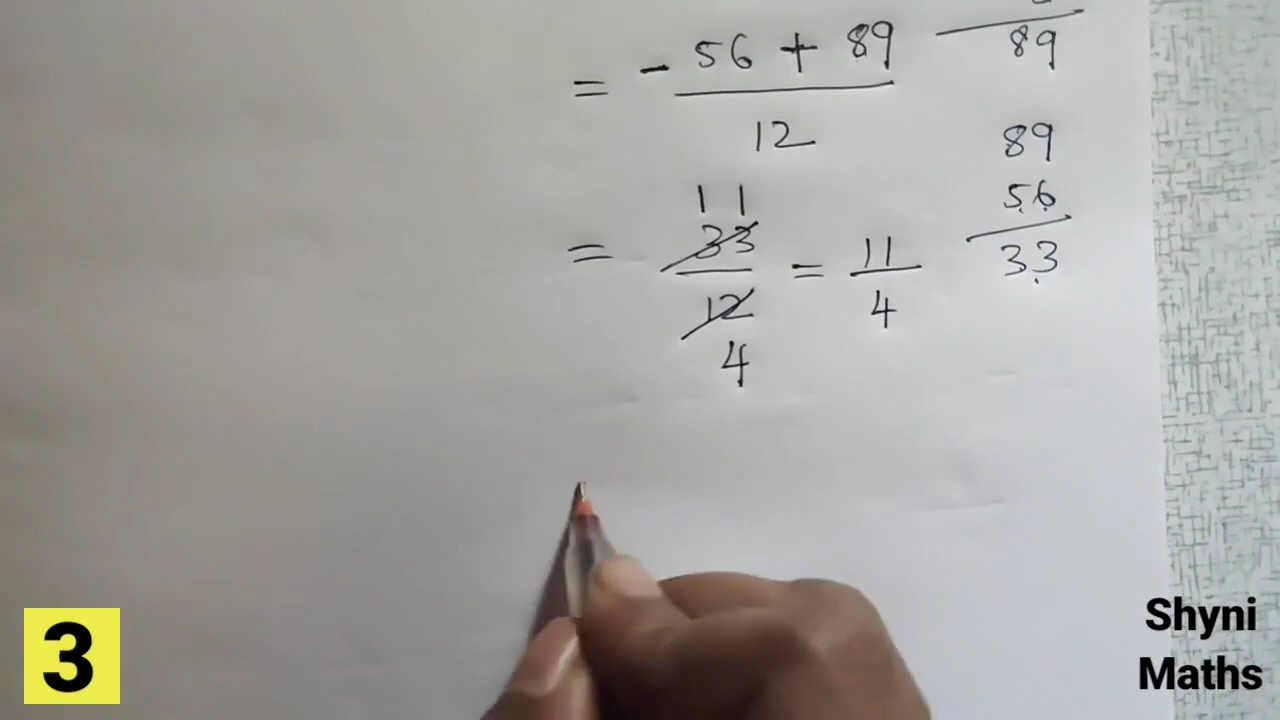 = - 56 + 89
12
89
89
56
33
11
= 33 = 11
12 4
4
3
Shyni
Maths